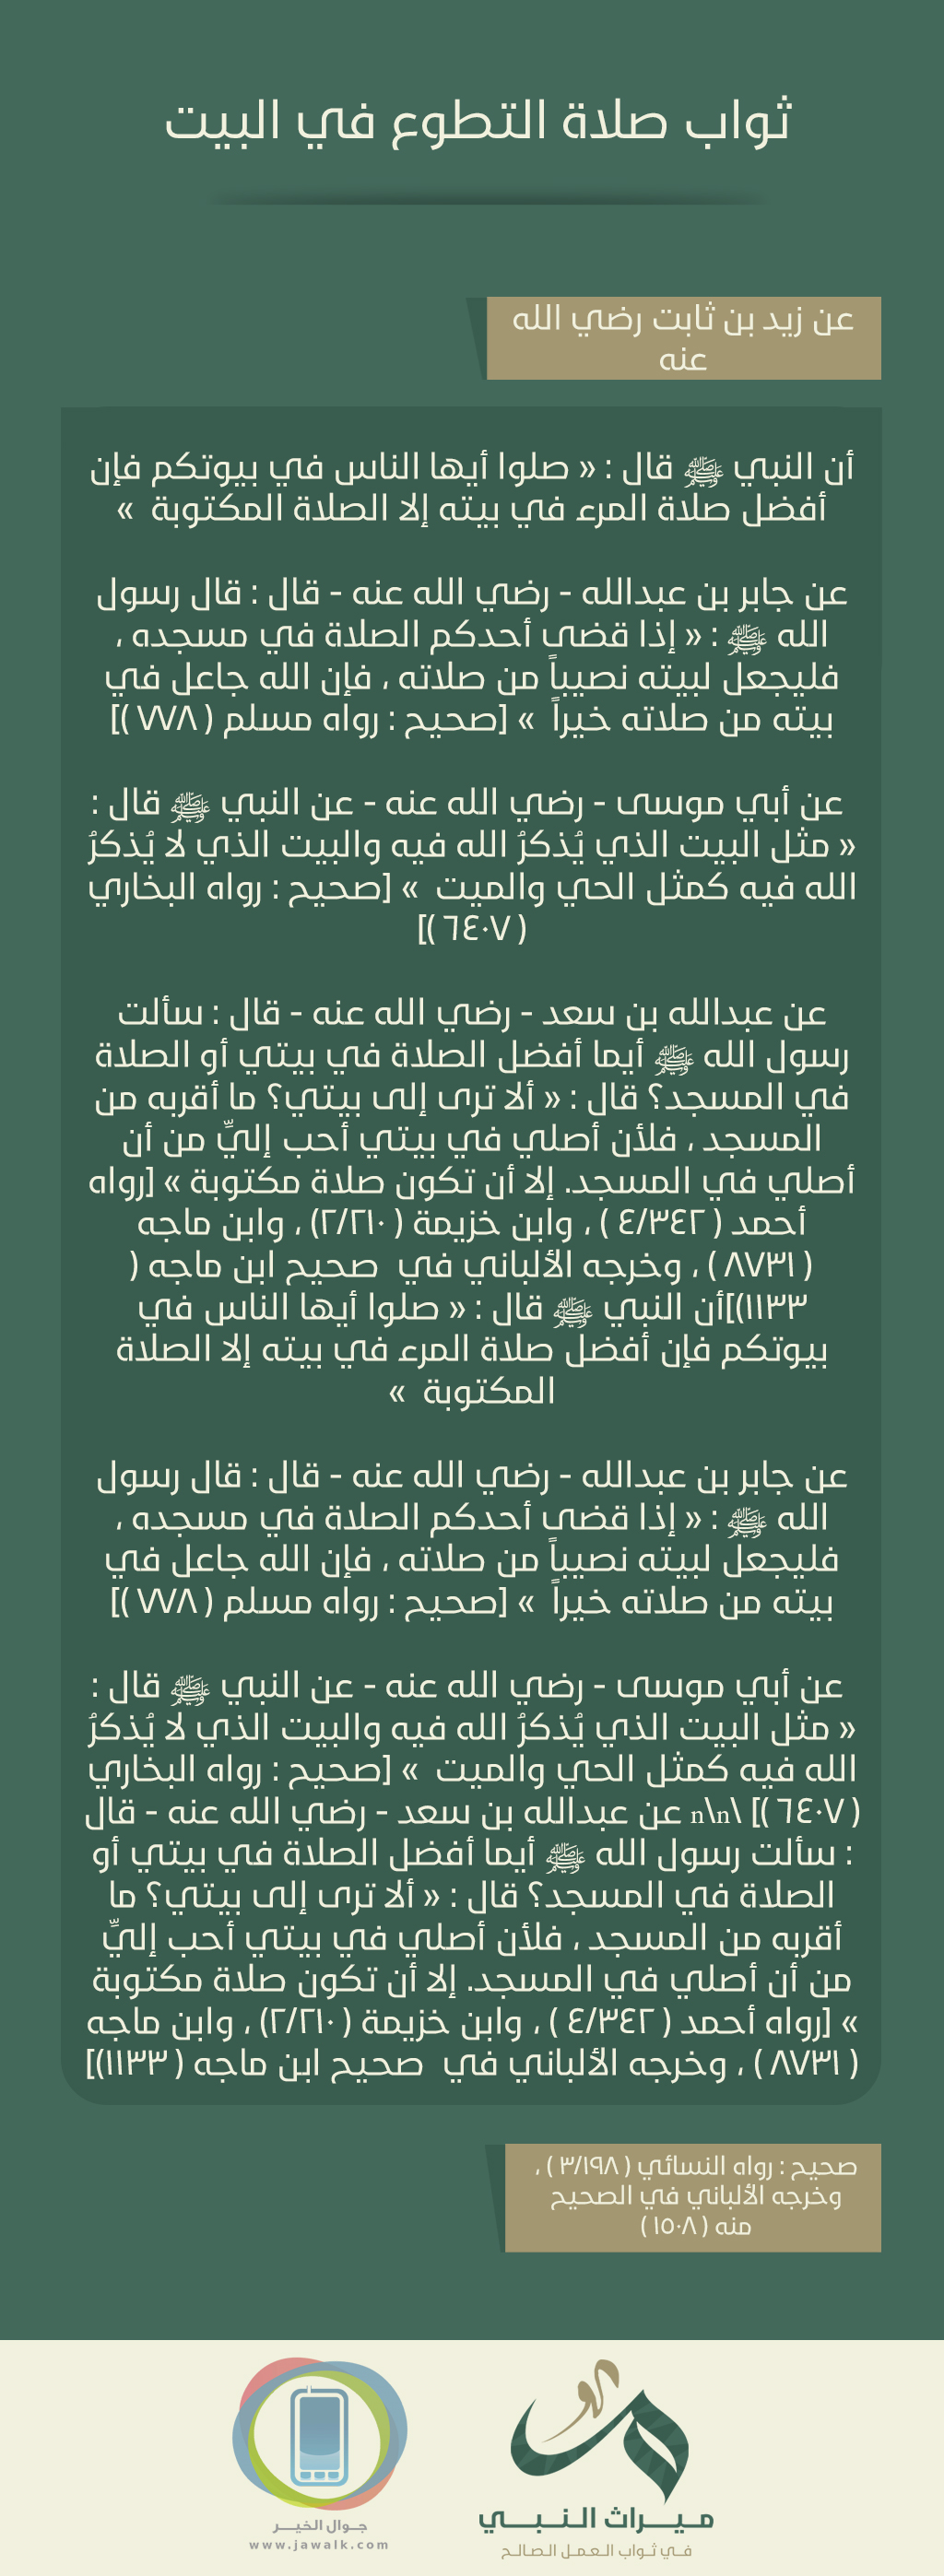 ثواب صلاة التطوع في البيت
عن زيد بن ثابت رضي الله
عنه
أن النبي ﷺ قال : « صلوا أيها الناس في بيوتكم فإن
أفضل صلاة المرء في بيته إلا الصلاة المكتوبة »
عن جابر بن عبدالله - رضي الله عنه - قال : قال رسول
الله ﷺ : « إذا قضى أحدكم الصلاة في مسجده ،
فليجعل لبيته نصيباً من صلاته ، فإن الله جاعل في
بيته من صلاته خيراً » [صحيح : رواه مسلم ( ٧٧٨ )]
عن أبي موسى - رضي الله عنه - عن النبي ﷺ قال :
« مثل البيت الذي يُذكرُ الله فيه والبيت الذي لا يُذكرُ
الله فيه كمثل الحي والميت » [صحيح : رواه البخاري
( ٦٤٠٧ )]
عن عبدالله بن سعد - رضي الله عنه - قال : سألت
رسول الله ﷺ أيما أفضل الصلاة في بيتي أو الصلاة
في المسجد؟ قال : « ألا ترى إلى بيتي؟ ما أقربه من
المسجد ، فلأن أصلي في بيتي أحب إليِّ من أن
أصلي في المسجد. إلا أن تكون صلاة مكتوبة » [رواه
أحمد ( ٤/٣٤٢ ) ، وابن خزيمة ( ٢/٢١٠) ، وابن ماجه
( ٨٧٣١ ) ، وخرجه الألباني في صحيح ابن ماجه (
١١٣٣)]أن النبي ﷺ قال : « صلوا أيها الناس في
بيوتكم فإن أفضل صلاة المرء في بيته إلا الصلاة
المكتوبة »
عن جابر بن عبدالله - رضي الله عنه - قال : قال رسول
الله ﷺ : « إذا قضى أحدكم الصلاة في مسجده ،
فليجعل لبيته نصيباً من صلاته ، فإن الله جاعل في
بيته من صلاته خيراً » [صحيح : رواه مسلم ( ٧٧٨ )]
عن أبي موسى - رضي الله عنه - عن النبي ﷺ قال :
« مثل البيت الذي يُذكرُ الله فيه والبيت الذي لا يُذكرُ
الله فيه كمثل الحي والميت » [صحيح : رواه البخاري
( ٦٤٠٧ )] \n\n عن عبدالله بن سعد - رضي الله عنه - قال
: سألت رسول الله ﷺ أيما أفضل الصلاة في بيتي أو
الصلاة في المسجد؟ قال : « ألا ترى إلى بيتي؟ ما
أقربه من المسجد ، فلأن أصلي في بيتي أحب إليِّ
من أن أصلي في المسجد. إلا أن تكون صلاة مكتوبة
» [رواه أحمد ( ٤/٣٤٢ ) ، وابن خزيمة ( ٢/٢١٠) ، وابن ماجه
( ٨٧٣١ ) ، وخرجه الألباني في صحيح ابن ماجه ( ١١٣٣)]
صحيح : رواه النسائي ( ٣/١٩٨ ) ،
وخرجه الألباني في الصحيح
منه ( ١٥٠٨ )
ميراث النبي
في ثواب العمل الصالح
جوال الخير
www.jawalk.com